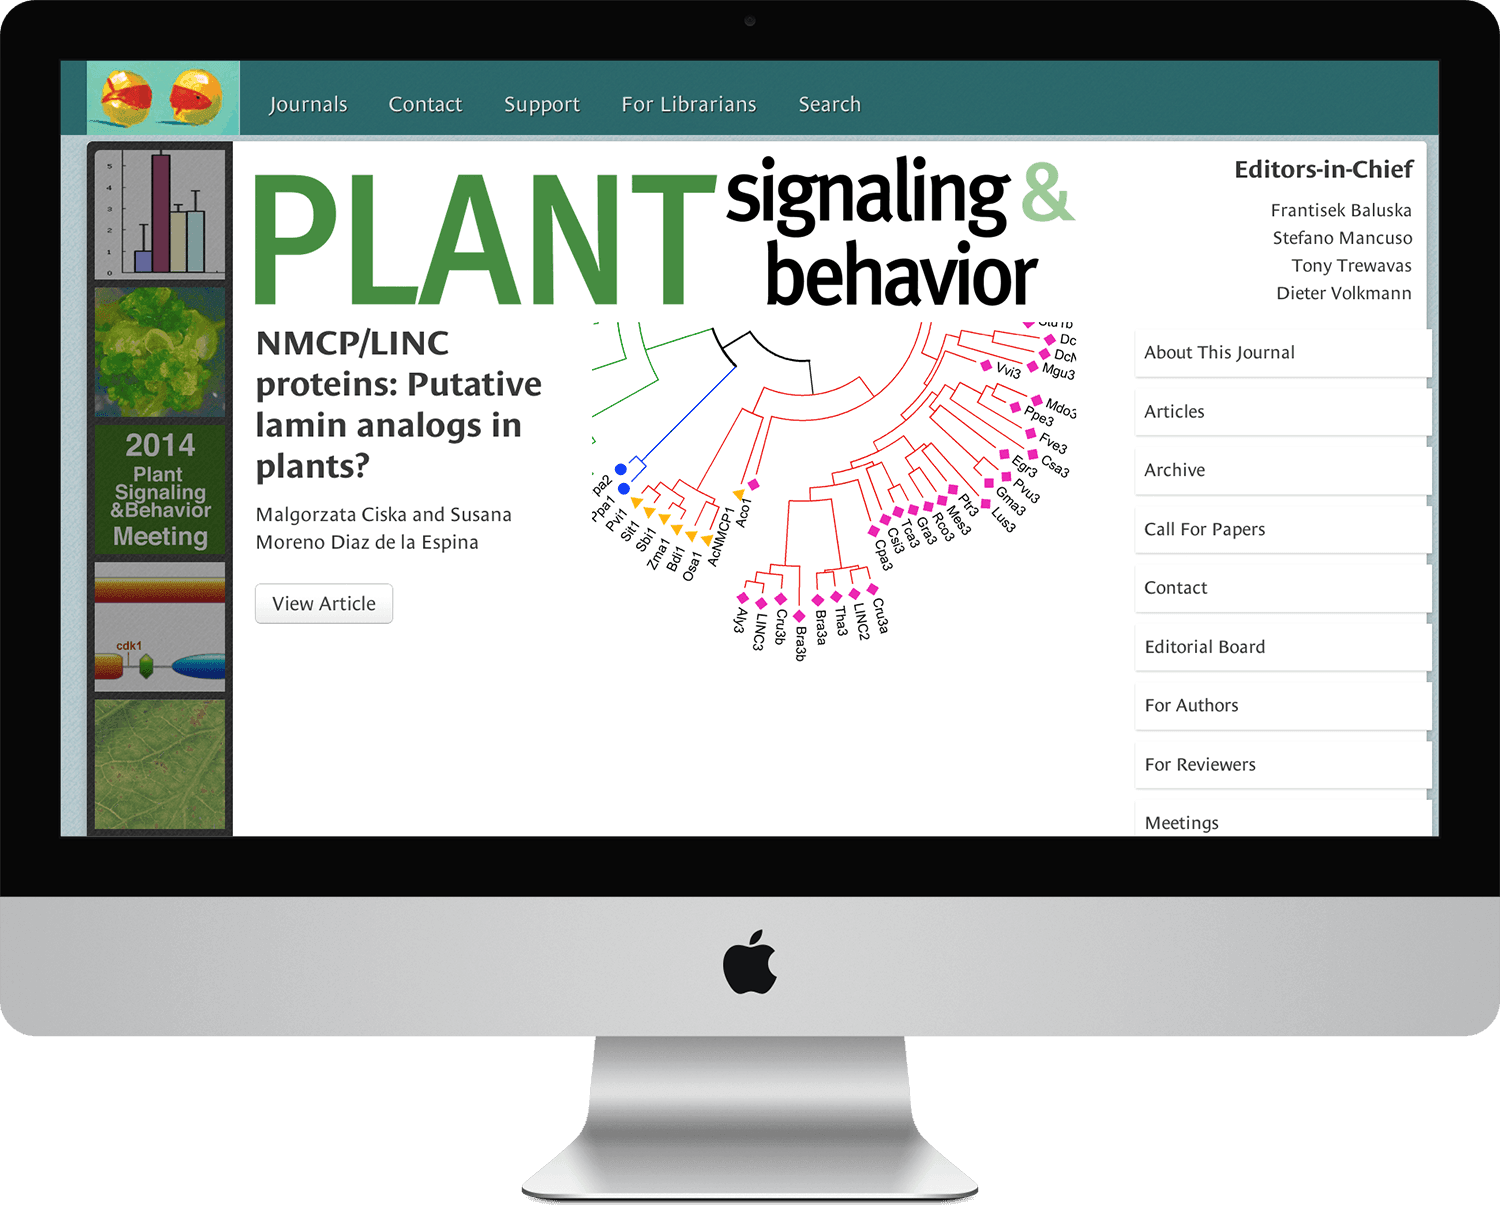 Journals
Contact
Support
For Librarians
Search
5
4
3
2
1
0
2014
Plant
Signaling
&Behavior
Meeting
cdk1
PLANT signaling &
behavior
NMCP/LINC
proteins: Putative
lamin analogs in
plants?
Malgorzata Ciska and Susana
Moreno Diaz de la Espina
View Article
Dc
DcN
Mgu3
Vvi3
Mdo3
Ppe3
Fve3
Csa3
Egr3
Pvu3
Gma3
Lus3
Ptr3
Mes3
Rco3
Gra3
Tca3
Csi3
Cpa3
Cru3a
LINC2
Tha3
Bra3a
Bra3b
Cru3b
LINC3
Aly3
Aco1
AcNMCP1
Osa1
Bdi1
Zma1
Sbi1
Sit1
Pvi1
Ppa1
pa2
Editors-in-Chief
Frantisek Baluska
Stefano Mancuso
Tony Trewavas
Dieter Volkmann
About This Journal
Articles
Archive
Call For Papers
Contact
Editorial Board
For Authors
For Reviewers
Meetings